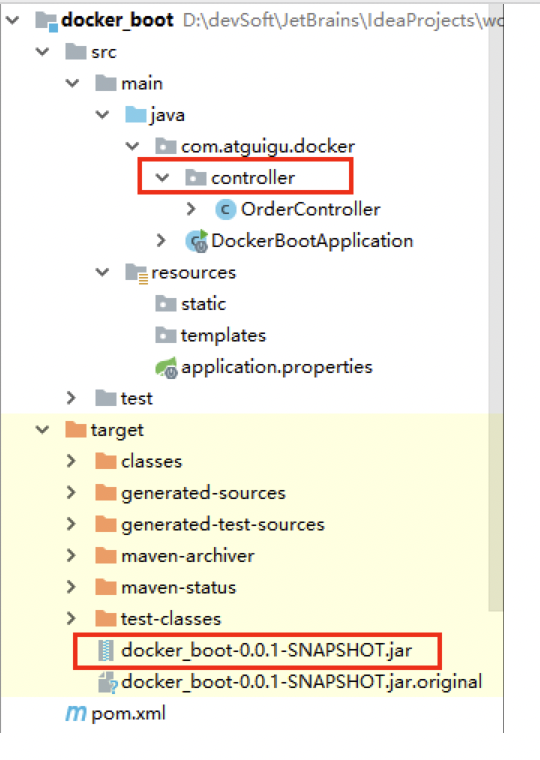 docker_boot D:\devSoft\JetBrains\IdeaProjects\wo
src
main
java
com.atguigu.docker
controller
OrderController
DockerBootApplication
resources
static
templates
application.properties
test
target
classes
generated-sources
generated-test-sources
maven-archiver
maven-status
test-classes
docker_boot-0.0.1-SNAPSHOT.jar
docker_boot-0.0.1-SNAPSHOT.jar.original
pom.xml